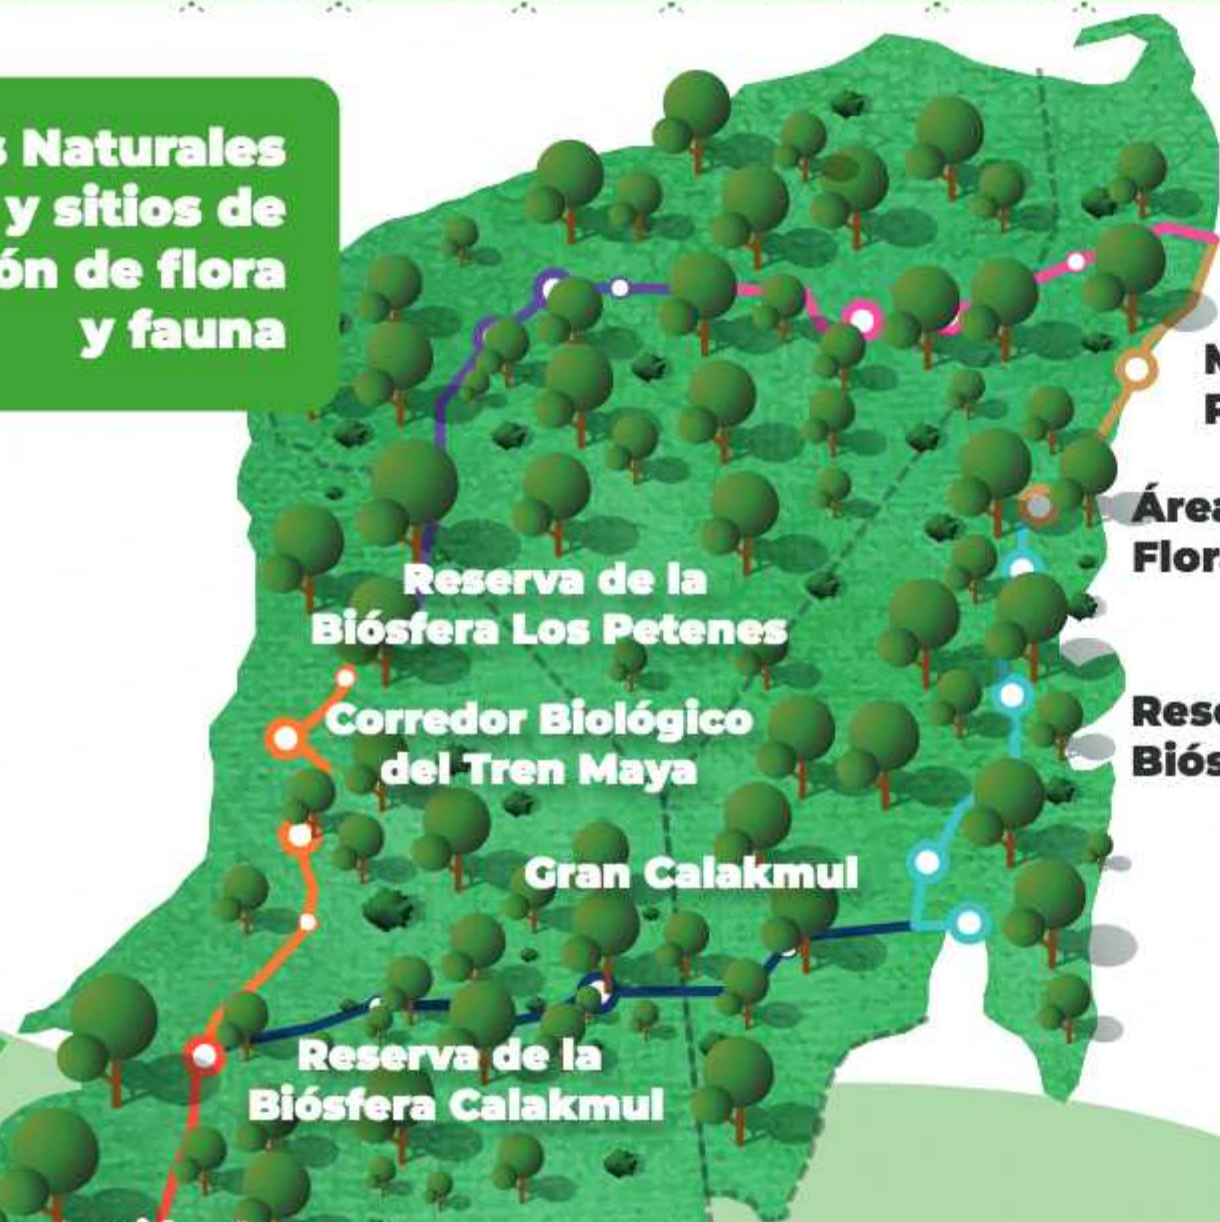 s Naturales
y sitios de
ón de flora
y fauna
Área
Flora
Reserva de la
Biósfera Los Petenes
Corredor Biológico
del Tren Maya
Rese
Biós
Gran Calakmul
Reserva de la
Biósfera Calakmul